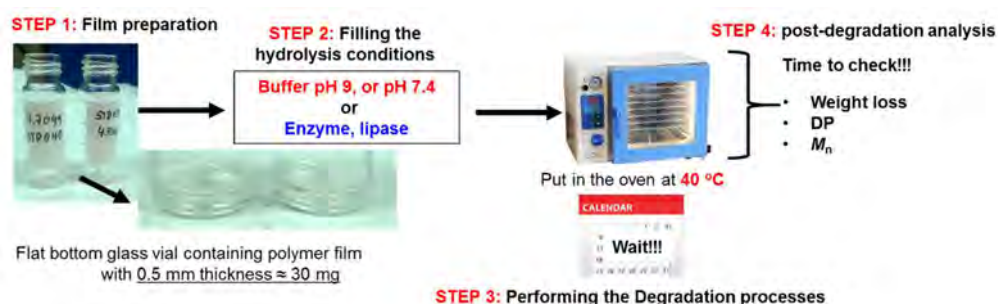 STEP 1: Film preparation
STEP 2: Filling the
hydrolysis conditions
Buffer pH 9, or pH 7.4
or
Enzyme, lipase
STEP 4: post-degradation analysis
Time to check!!!
• Weight loss
• DP
• Mn
Put in the oven at 40 °C
CALENDAR
Wait!!!
Flat bottom glass vial containing polymer film
with 0.5 mm thickness ≈ 30 mg
STEP 3: Performing the Degradation processes